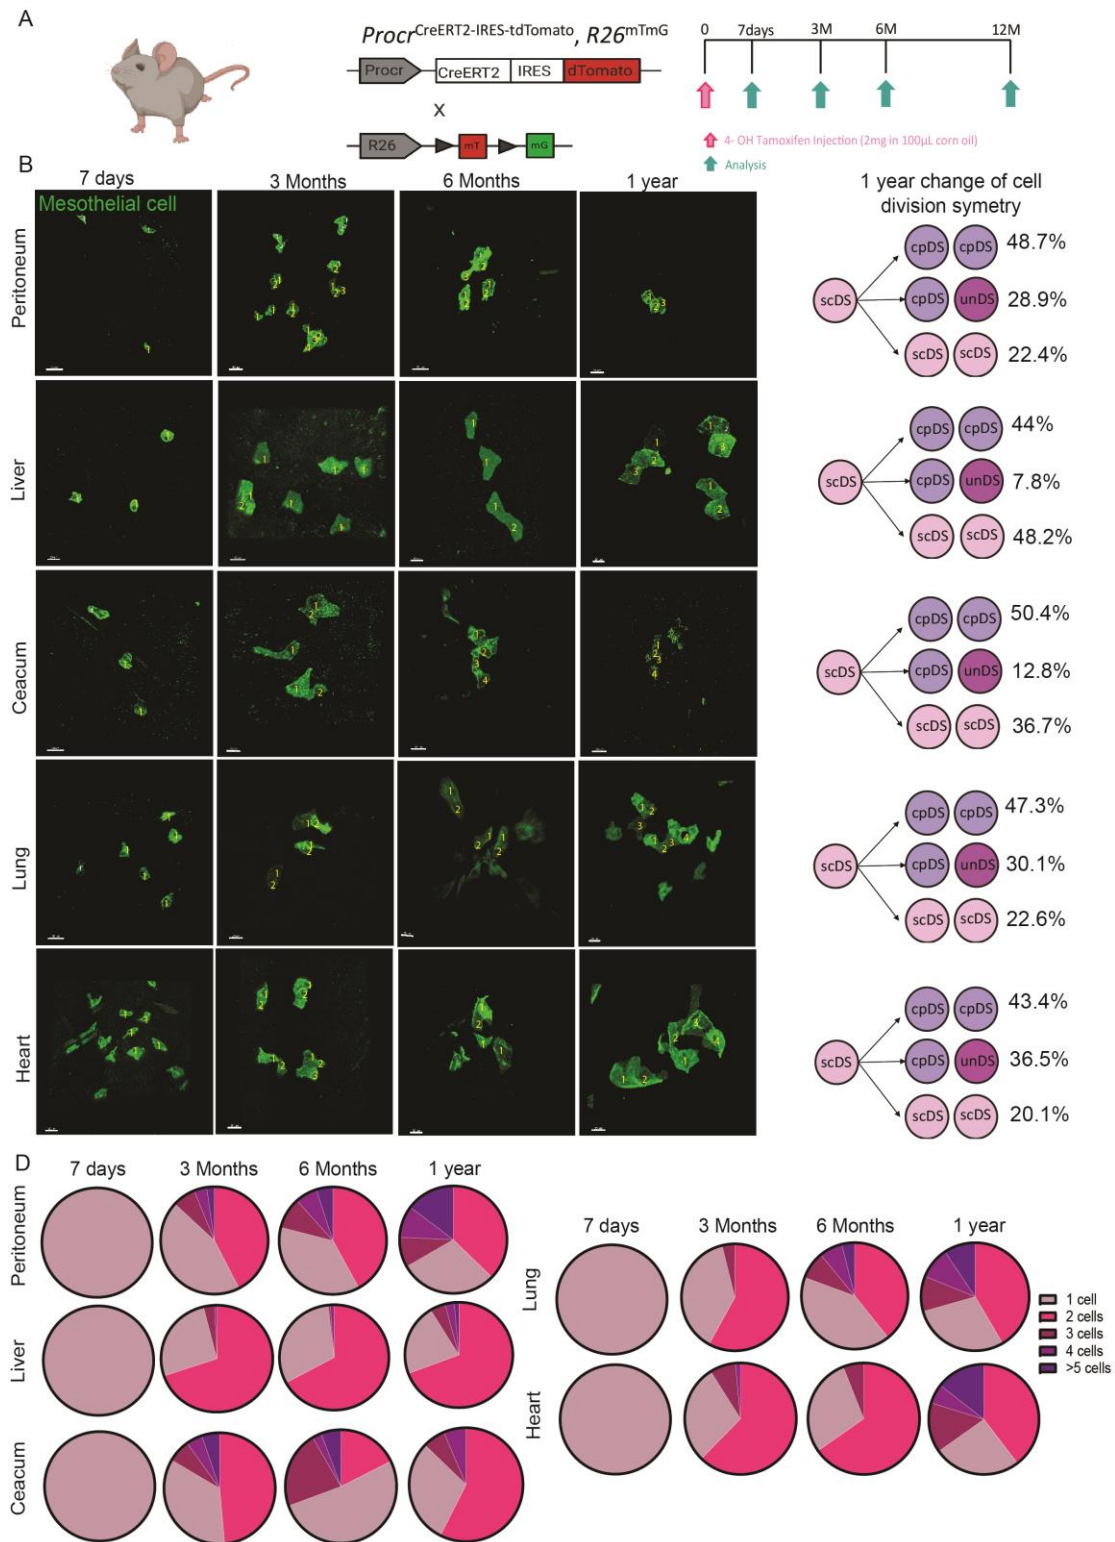 A
Procr CreERT2-IRES-tdTomato, R26 mTmG
0 7days 3M 6M 12M
Procr CreERT2 IRES dTomato
x
R26 mT mG
4- OH Tamoxifen Injection (2mg in 100µL corn oil)
Analysis
B
7 days 3 Months 6 Months 1 year
1 year change of cell
division symetry
Mesothelial cell
Peritoneum
scDS
cpDS cpDS 48.7%
cpDS unDS 28.9%
scDS scDS 22.4%
Liver
scDS
cpDS cpDS 44%
cpDS unDS 7.8%
scDS scDS 48.2%
Ceacum
scDS
cpDS cpDS 50.4%
cpDS unDS 12.8%
scDS scDS 36.7%
Lung
scDS
cpDS cpDS 47.3%
cpDS unDS 30.1%
scDS scDS 22.6%
Heart
scDS
cpDS cpDS 43.4%
cpDS unDS 36.5%
scDS scDS 20.1%
D
7 days 3 Months 6 Months 1 year
Peritoneum
Liver
Ceacum
7 days 3 Months 6 Months 1 year
Lung
Heart
1 cell
2 cells
3 cells
4 cells
>5 cells